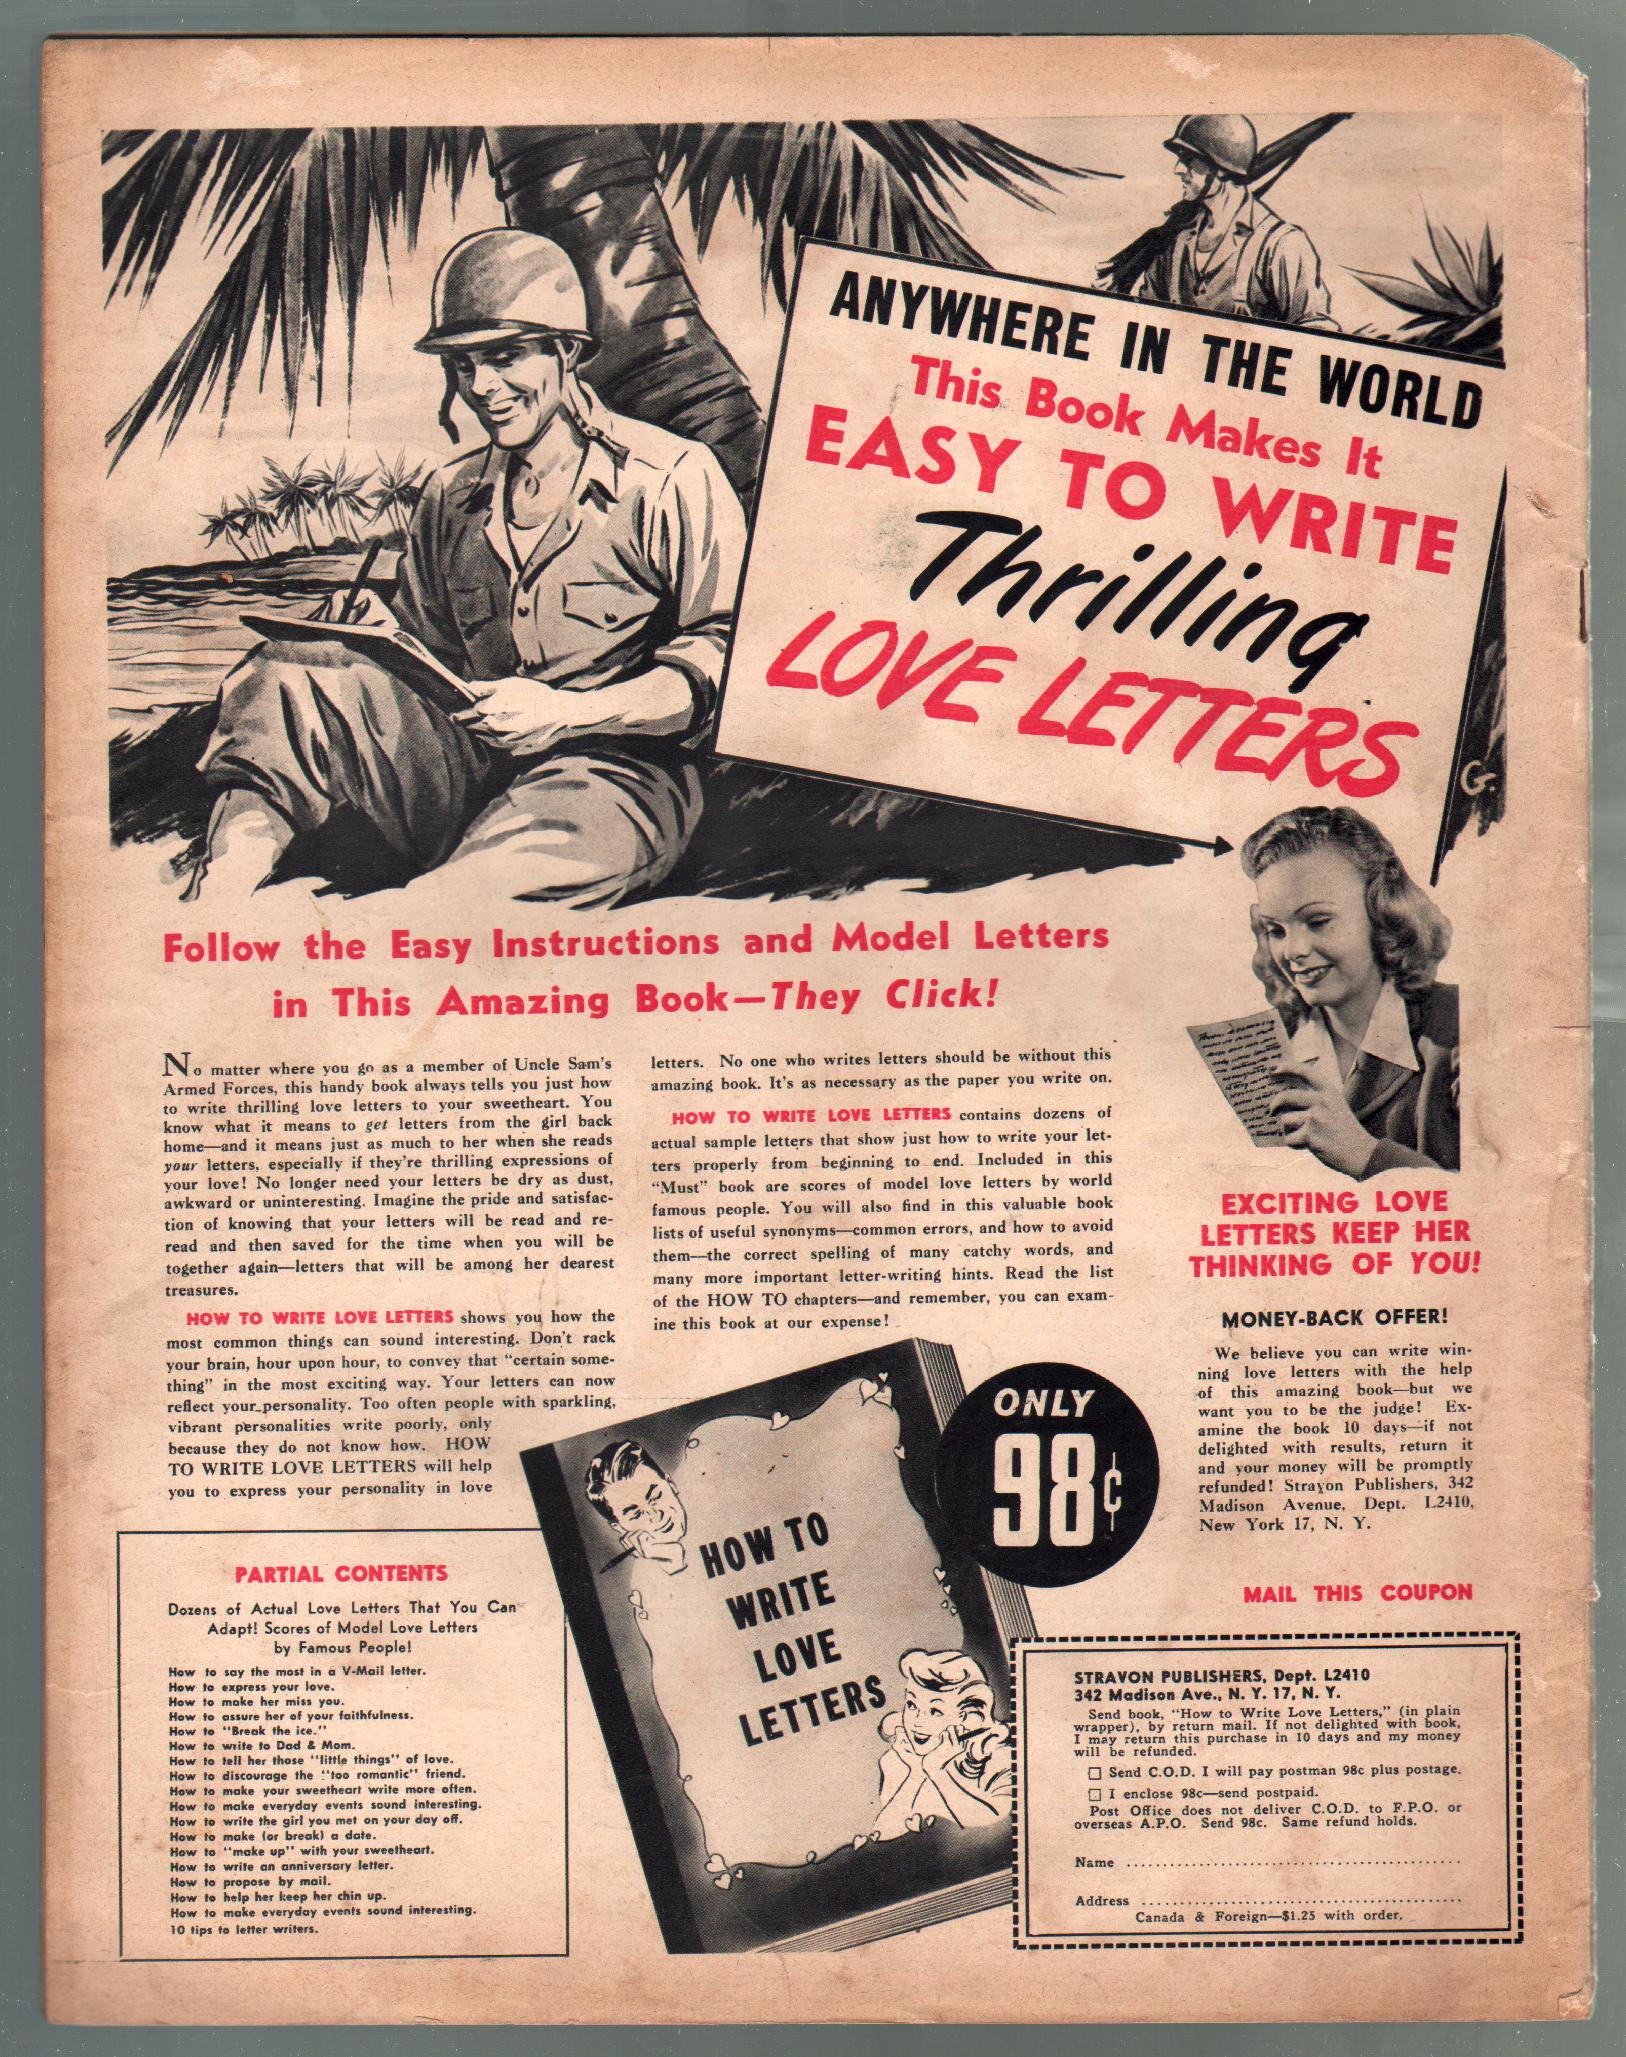 ANYWHERE IN THE WORLD
This Book Makes It
EASY TO WRITE
Thrilling
LOVE LETTERS
G.
Follow the Easy Instructions and Model Letters
in This Amazing Book—They Click!
No matter where you go as a member of Uncle Sam's
Armed Forces, this handy book always tells you just how
to write thrilling love letters to your sweetheart. You
know what it means to get letters from the girl back
home—and it means just as much to her when she reads
your letters, especially if they're thrilling expressions of
your love! No longer need your letters be dry as dust,
awkward or uninteresting. Imagine the pride and satisfac-
tion of knowing that your letters will be read and re-
read and then saved for the time when you will be
together again—letters that will be among her dearest
treasures.
HOW TO WRITE LOVE LETTERS shows you how the
most common things can sound interesting. Don't rack
your brain, hour upon hour, to convey that "certain some-
thing" in the most exciting way. Your letters can now
reflect your personality. Too often people with sparkling,
vibrant personalities write poorly, only
because they do not know how. HOW
TO WRITE LOVE LETTERS will help
you to express your personality in love
letters. No one who writes letters should be without this
amazing book. It's as necessary as the paper you write on.
HOW TO WRITE LOVE LETTERS contains dozens of
actual sample letters that show just how to write your let-
ters properly from beginning to end. Included in this
"Must" book are scores of model love letters by world
famous people. You will also find in this valuable book
lists of useful synonyms—common errors, and how to avoid
them—the correct spelling of many catchy words, and
many more important letter-writing hints. Read the list
of the HOW TO chapters—and remember, you can exam-
ine this book at our expense!
EXCITING LOVE
LETTERS KEEP HER
THINKING OF YOU!
MONEY-BACK OFFER!
We believe you can write win-
ning love letters with the help
of this amazing book—but we
want you to be the judge! Ex-
amine the book 10 days—if not
delighted with results, return it
and your money will be promptly
refunded! Stravon Publishers, 342
Madison Avenue, Dept. L2410,
New York 17, N. Y.
ONLY
98¢
HOW TO
WRITE
LOVE
LETTERS
PARTIAL CONTENTS
Dozens of Actual Love Letters That You Can
Adapt! Scores of Model Love Letters
by Famous People!
How to say the most in a V-Mail letter.
How to express your love.
How to make her miss you.
How to assure her of your faithfulness.
How to "Break the ice."
How to write to Dad & Mom.
How to tell her those "little things" of love.
How to discourage the "too romantic" friend.
How to make your sweetheart write more often.
How to make everyday events sound interesting.
How to write the girl you met on your day off.
How to make (or break) a date.
How to "make up" with your sweetheart.
How to write an anniversary letter.
How to propose by mail.
How to help her keep her chin up.
How to make everyday events sound interesting.
10 tips to letter writers.
MAIL THIS COUPON
STRAVON PUBLISHERS, Dept. L2410
342 Madison Ave., N. Y. 17, N. Y.
Send book, "How to Write Love Letters," (in plain
wrapper), by return mail. If not delighted with book,
I may return this purchase in 10 days and my money
will be refunded.
☐ Send C.O.D. I will pay postman 98c plus postage.
☐ I enclose 98c—send postpaid.
Post Office does not deliver C.O.D. to F.P.O. or
overseas A.P.O. Send 98c. Same refund holds.
Name ........................................
Address ......................................
Canada & Foreign—$1.25 with order.